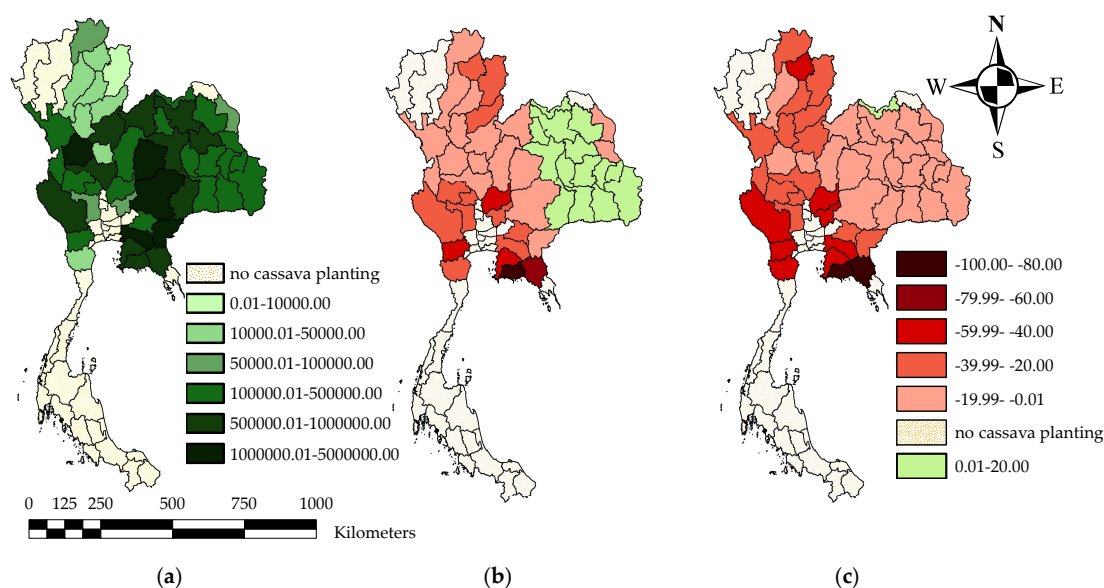 N
W
E
S
no cassava planting
0.01-10000.00
10000.01-50000.00
50000.01-100000.00
100000.01-500000.00
500000.01-1000000.00
1000000.01-5000000.00
-100.00- -80.00
-79.99- -60.00
-59.99- -40.00
-39.99- -20.00
-19.99- -0.01
no cassava planting
0.01-20.00
0 125 250 500 750 1000
Kilometers
(a) (b) (c)